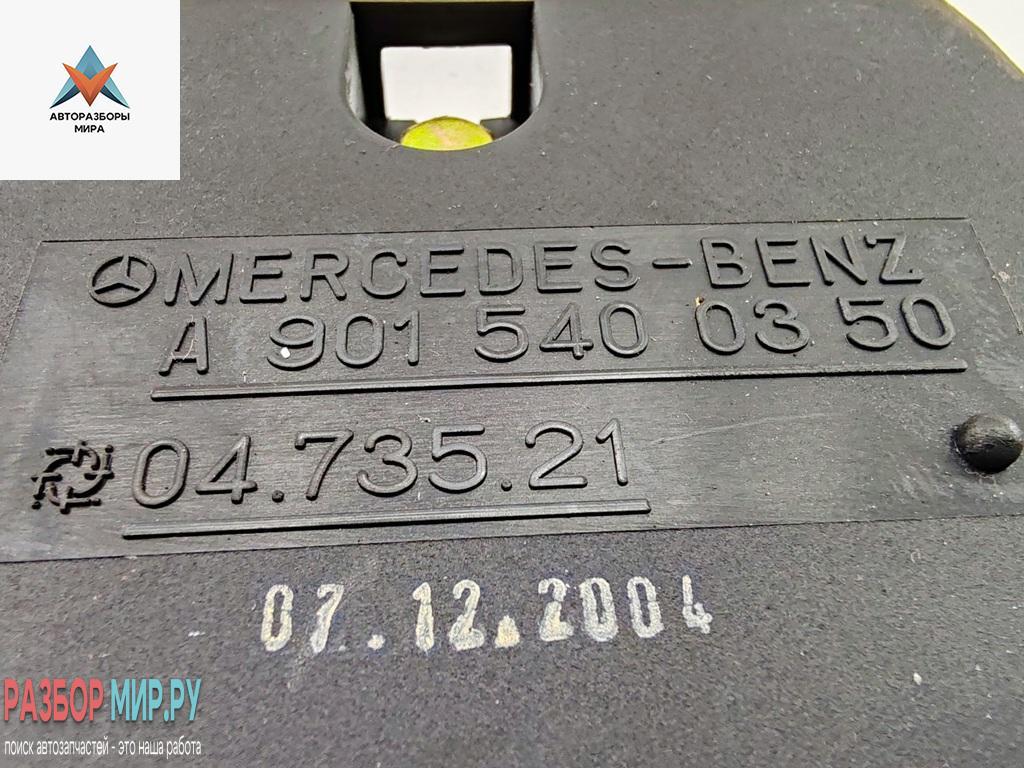 АВТОРАЗБОРЫ
МИРА
MERCEDES-BENZ
A 901 540 03 50
04.735.21
07.12.2004
РАЗБОР МИР.РУ
поиск автозапчастей - это наша работа